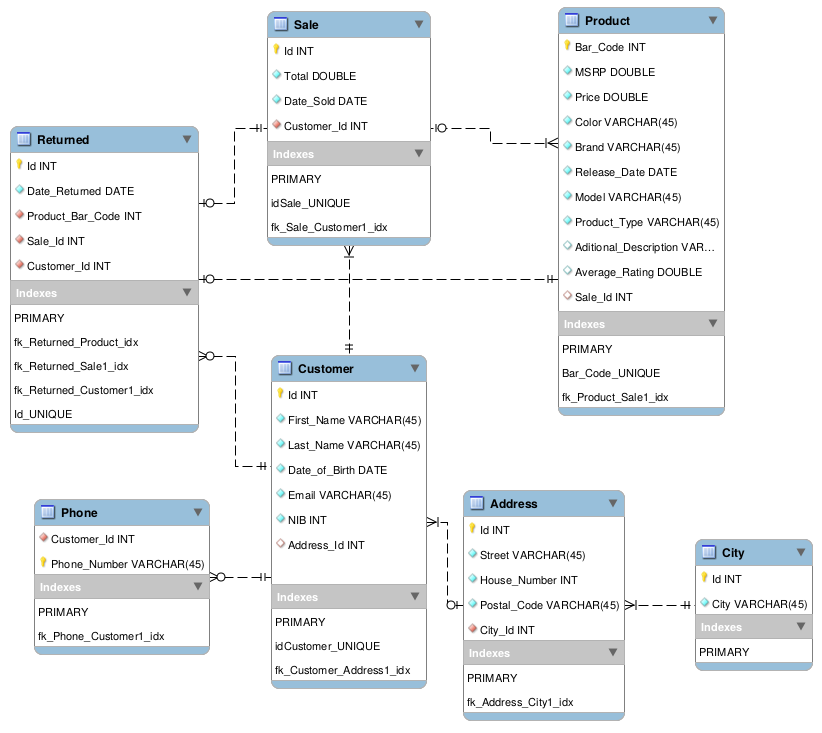 Sale
Id INT
Total DOUBLE
Date_Sold DATE
Customer_Id INT
Indexes
PRIMARY
idSale_UNIQUE
fk_Sale_Customer1_idx
Product
Bar_Code INT
MSRP DOUBLE
Price DOUBLE
Color VARCHAR(45)
Brand VARCHAR(45)
Release_Date DATE
Model VARCHAR(45)
Product_Type VARCHAR(45)
Aditional_Description VAR...
Average_Rating DOUBLE
Sale_Id INT
Indexes
PRIMARY
Bar_Code_UNIQUE
fk_Product_Sale1_idx
Returned
Id INT
Date_Returned DATE
Product_Bar_Code INT
Sale_Id INT
Customer_Id INT
Indexes
PRIMARY
fk_Returned_Product_idx
fk_Returned_Sale1_idx
fk_Returned_Customer1_idx
Id_UNIQUE
Customer
Id INT
First_Name VARCHAR(45)
Last_Name VARCHAR(45)
Date_of_Birth DATE
Email VARCHAR(45)
NIB INT
Address_Id INT
Indexes
PRIMARY
idCustomer_UNIQUE
fk_Customer_Address1_idx
Phone
Customer_Id INT
Phone_Number VARCHAR(45)
Indexes
PRIMARY
fk_Phone_Customer1_idx
Address
Id INT
Street VARCHAR(45)
House_Number INT
Postal_Code VARCHAR(45)
City_Id INT
Indexes
PRIMARY
fk_Address_City1_idx
City
Id INT
City VARCHAR(45)
Indexes
PRIMARY